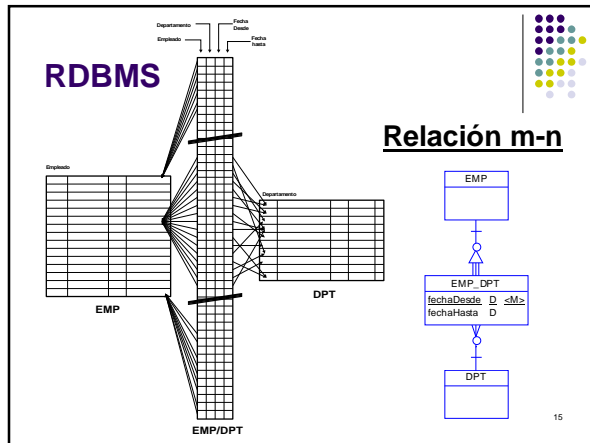 Departamento
Fecha
Desde
Empleado
Fecha
hasta
RDBMS
Relación m-n
Empleado
Departamento
EMP
DPT
EMP/DPT
EMP
EMP_DPT
fechaDesde D <M>
fechaHasta D
DPT
15